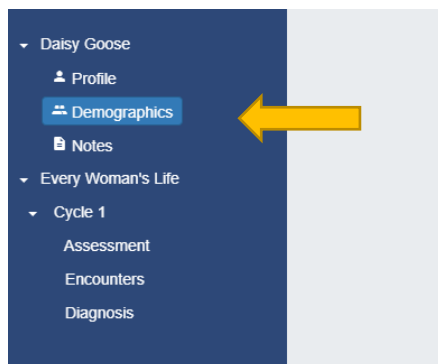 Daisy Goose
Profile
Demographics
Notes
Every Woman's Life
Cycle 1
Assessment
Encounters
Diagnosis